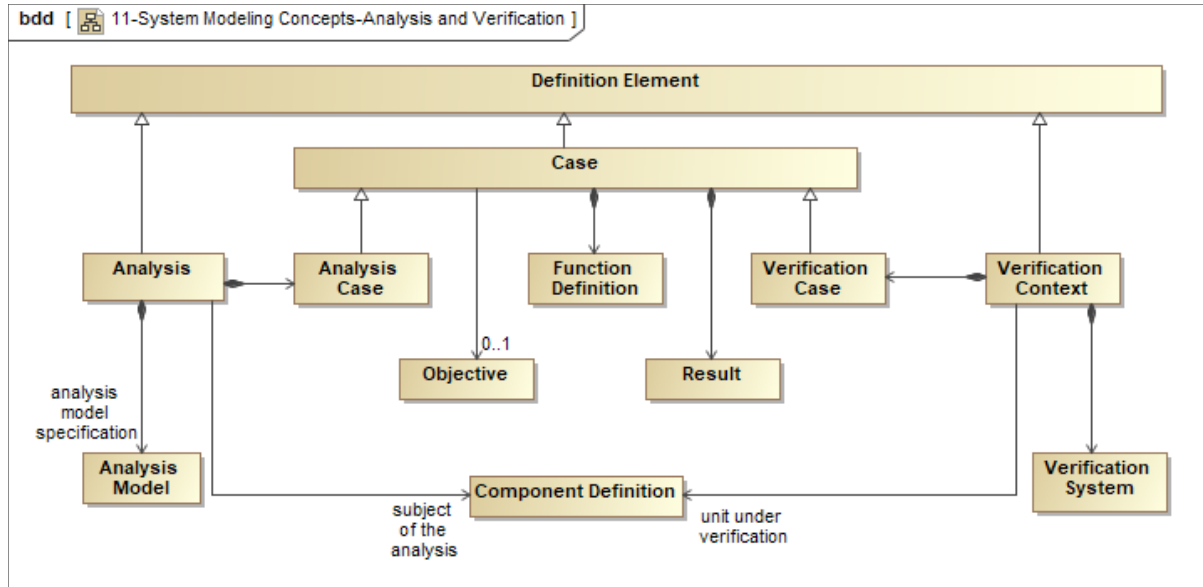 bdd [ 11-System Modeling Concepts-Analysis and Verification ]
Definition Element
Case
Analysis
Analysis
Case
Function
Definition
Verification
Case
Verification
Context
0..1
Objective
Result
analysis
model
specification
Analysis
Model
Component Definition
Verification
System
subject
of the
analysis
unit under
verification